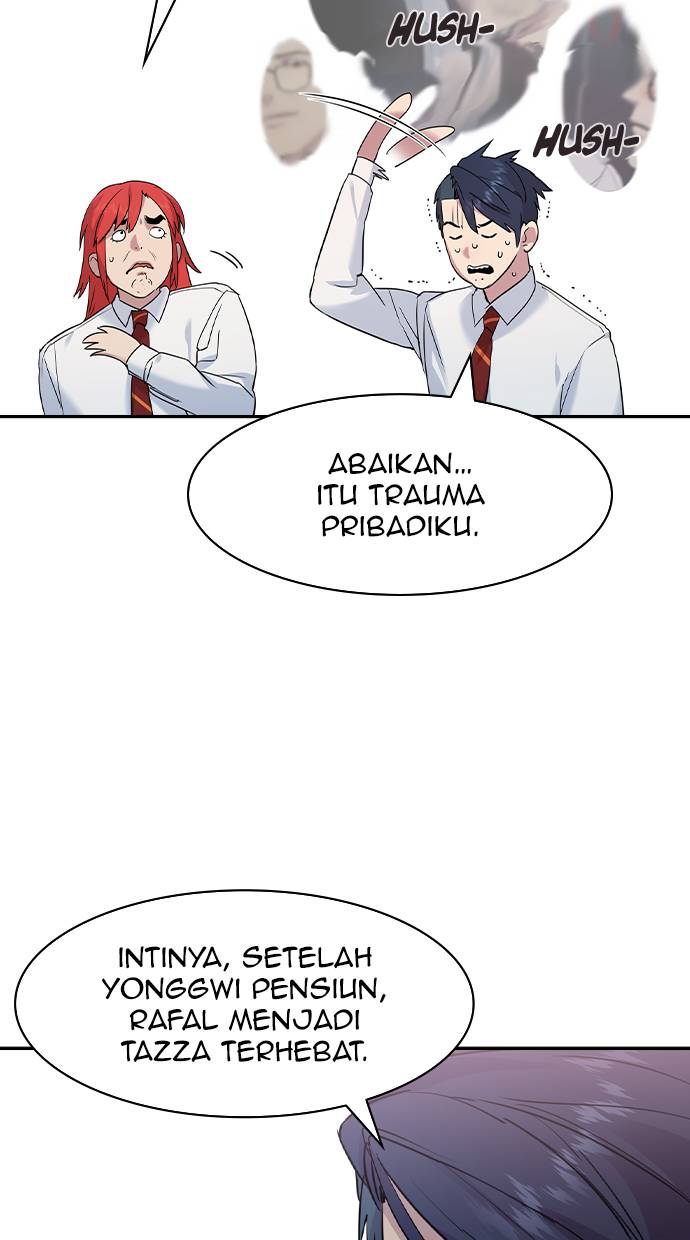 HUSH-
HUSH-
ABAIKAN...
ITU TRAUMA
PRIBADIKU.
INTINYA, SETELAH
YONGGWI PENSIUN,
RAFAL MENJADI
TAZZA TERHEBAT.